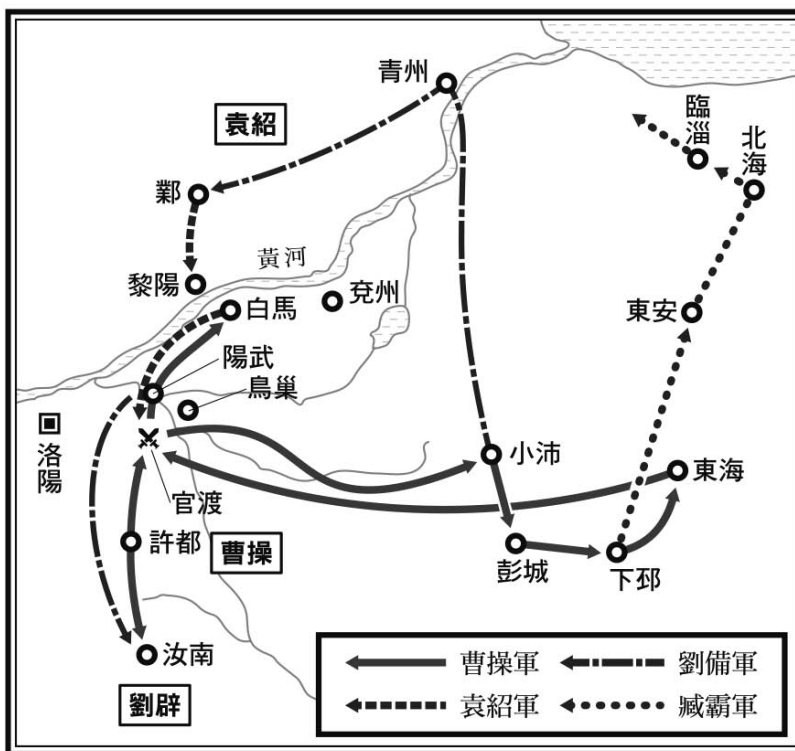 青州
袁紹
臨淄
北海
鄴
黃河
黎陽
白馬
兗州
東安
陽武
烏巢
洛陽
官渡
小沛
東海
許都
曹操
彭城
下邳
汝南
劉辟
曹操軍
劉備軍
袁紹軍
臧霸軍